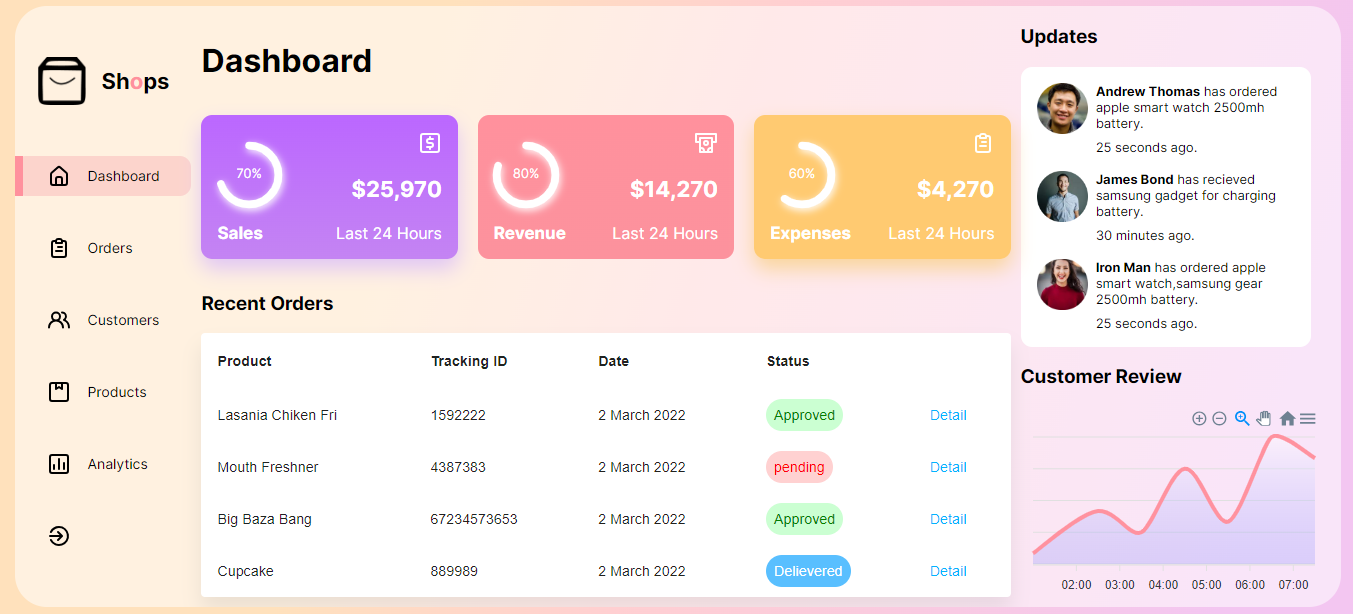 Shops
Dashboard
Orders
Customers
Products
Analytics
Dashboard
70%
$25,970
Sales
Last 24 Hours
80%
$14,270
Revenue
Last 24 Hours
60%
$4,270
Expenses
Last 24 Hours
Recent Orders
Product Tracking ID Date Status
Lasania Chiken Fri 1592222 2 March 2022 Approved Detail
Mouth Freshner 4387383 2 March 2022 pending Detail
Big Baza Bang 67234573653 2 March 2022 Approved Detail
Cupcake 889989 2 March 2022 Delievered Detail
Updates
Andrew Thomas has ordered
apple smart watch 2500mh
battery.
25 seconds ago.
James Bond has recieved
samsung gadget for charging
battery.
30 minutes ago.
Iron Man has ordered apple
smart watch,samsung gear
2500mh battery.
25 seconds ago.
Customer Review
02:00 03:00 04:00 05:00 06:00 07:00